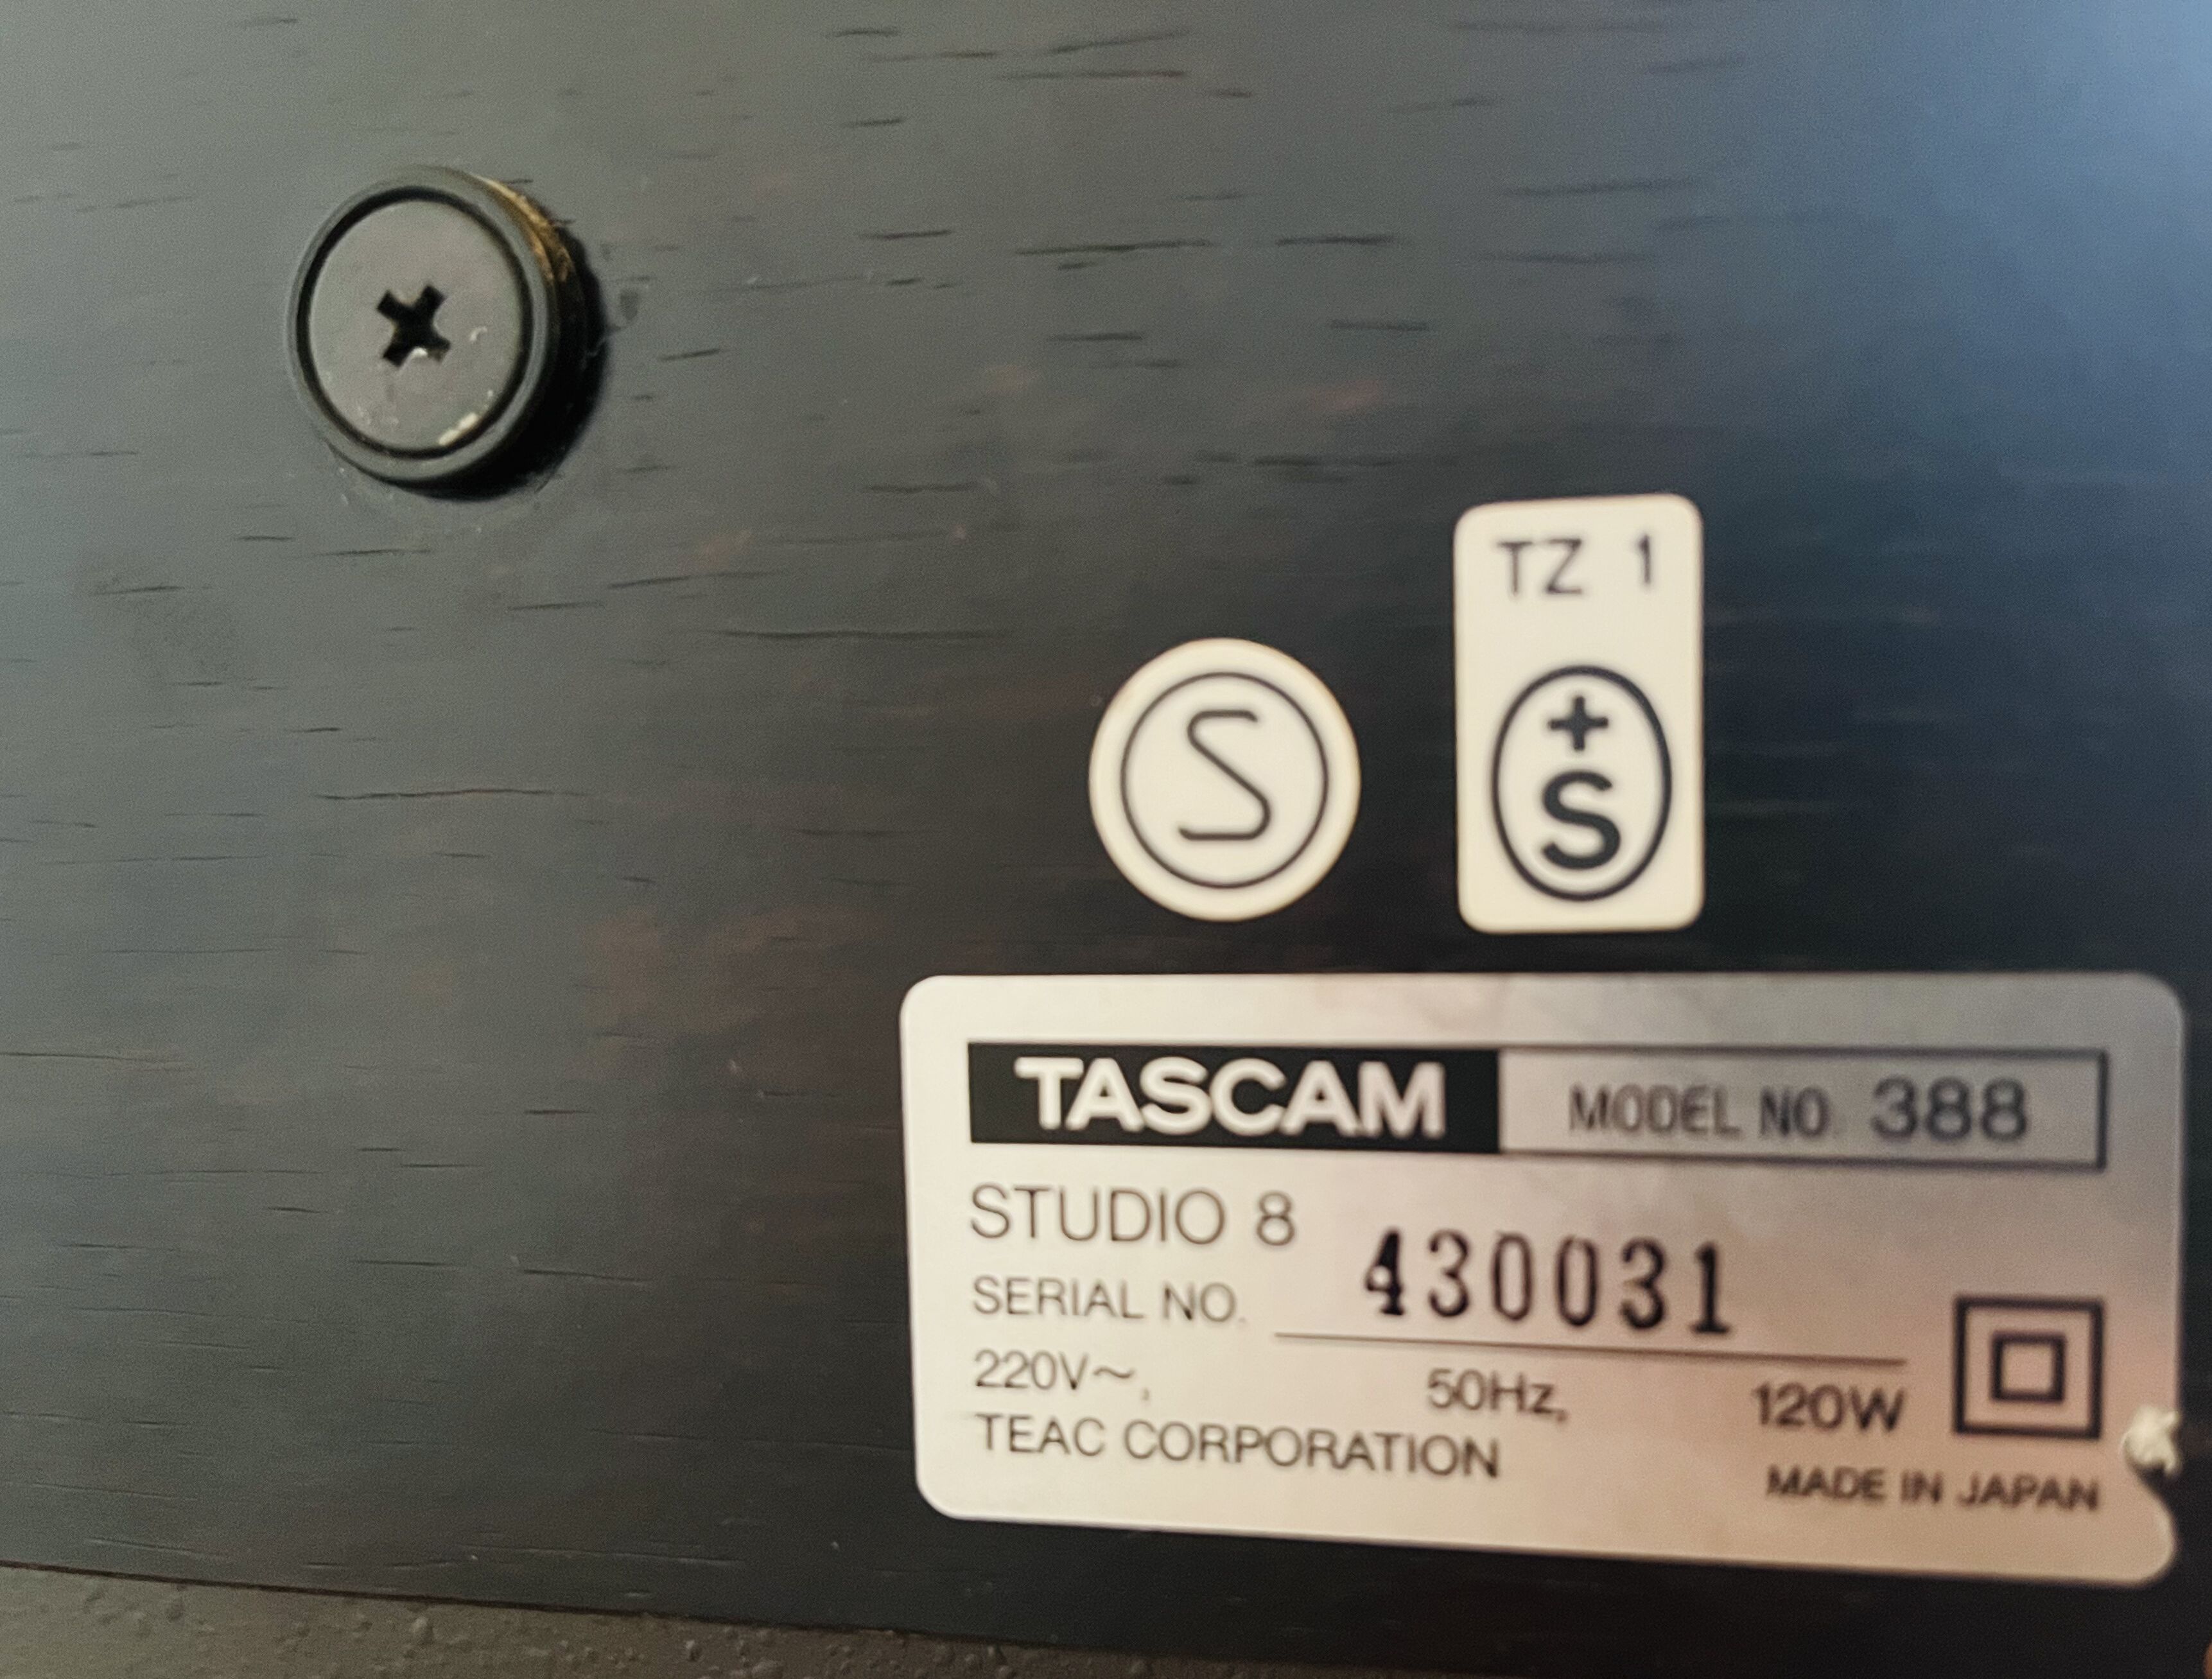 TZ 1
S
+
S
TASCAM MODEL NO. 388
STUDIO 8
SERIAL NO. 430031
220V~, 50Hz, 120W
TEAC CORPORATION
MADE IN JAPAN